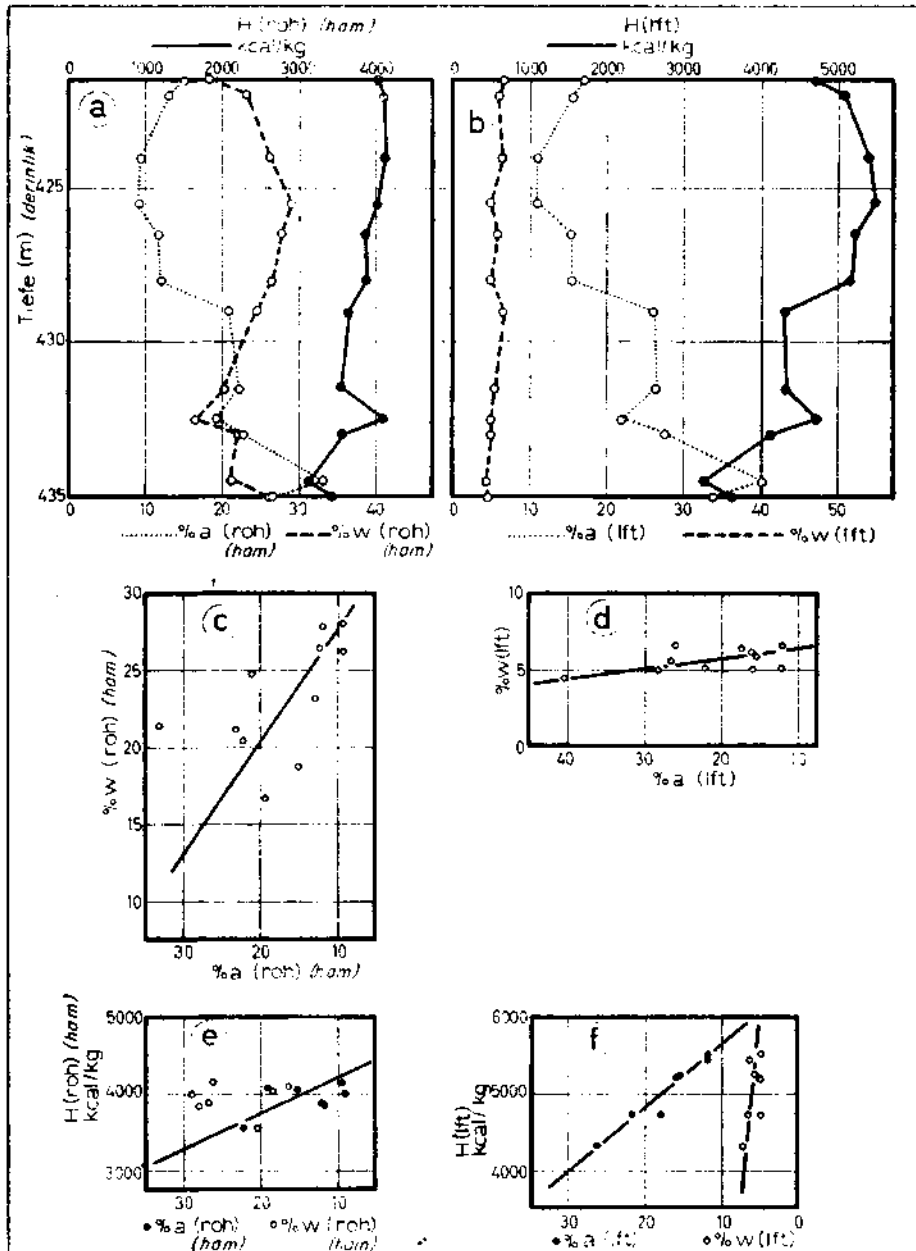 H (roh) (ham)
kcal/kg
0 1000 2000 3000 4000
H(lft)
kcal/kg
0 1000 2000 3000 4000 5000
a
b
Tiefe (m) (derinlik)
425
430
435
0 10 20 30 40
0 10 20 30 40 50
%a (roh) (ham)
%w (roh) (ham)
%a (lft)
%w (lft)
c
30
25
20
15
10
%w (roh) (ham)
30 20 10
%a (roh) (ham)
d
10
5
0
%w(lft)
40 30 20 10
%a (lft)
e
5000
4000
3000
H(roh) (ham)
kcal/kg
30 20 10
%a (roh) (ham)
%w (roh) (ham)
f
6000
5000
4000
H(lft)
kcal/kg
30 20 10 0
%a (lft)
%w(lft)